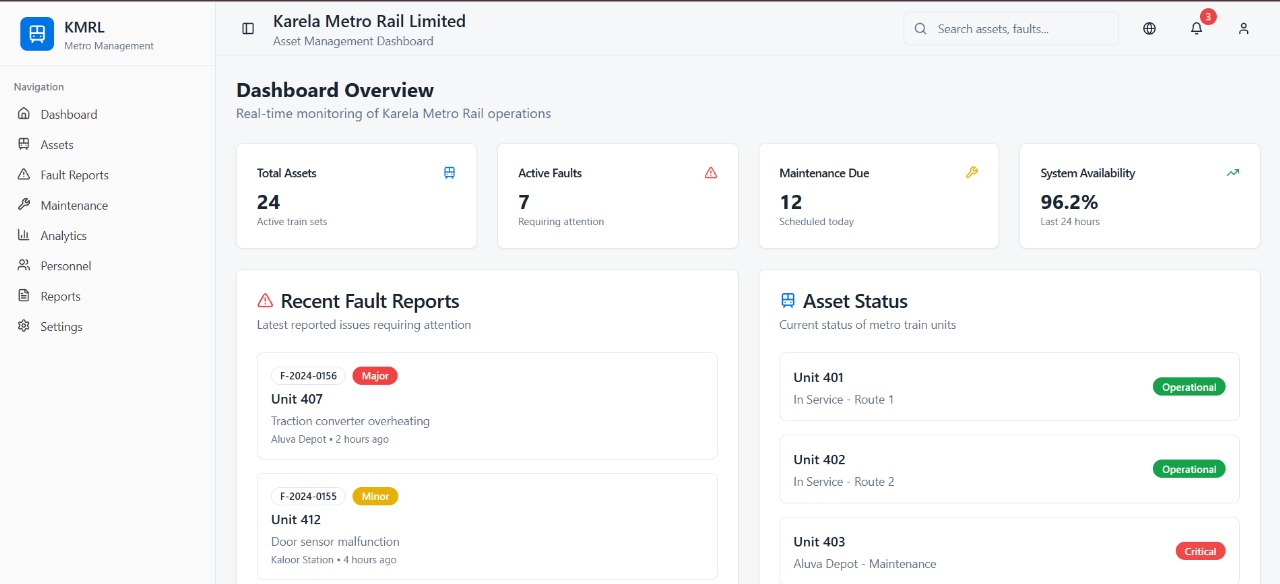 KMRL
Metro Management
Navigation
Dashboard
Assets
Fault Reports
Maintenance
Analytics
Personnel
Reports
Settings
Karela Metro Rail Limited
Asset Management Dashboard
Search assets, faults...
3
Dashboard Overview
Real-time monitoring of Karela Metro Rail operations
Total Assets
24
Active train sets
Active Faults
7
Requiring attention
Maintenance Due
12
Scheduled today
System Availability
96.2%
Last 24 hours
Recent Fault Reports
Latest reported issues requiring attention
F-2024-0156 Major
Unit 407
Traction converter overheating
Aluva Depot • 2 hours ago
F-2024-0155 Minor
Unit 412
Door sensor malfunction
Kaloor Station • 4 hours ago
Asset Status
Current status of metro train units
Unit 401
In Service - Route 1
Operational
Unit 402
In Service - Route 2
Operational
Unit 403
Aluva Depot - Maintenance
Critical